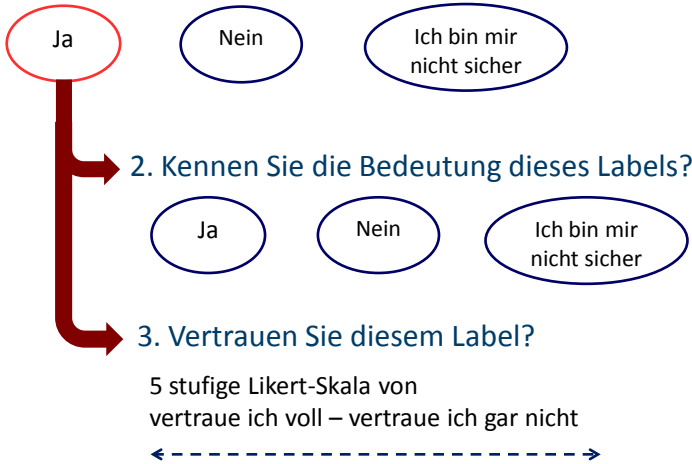 Ja
Nein
Ich bin mir
nicht sicher
2. Kennen Sie die Bedeutung dieses Labels?
Ja
Nein
Ich bin mir
nicht sicher
3. Vertrauen Sie diesem Label?
5 stufige Likert-Skala von
vertraue ich voll – vertraue ich gar nicht